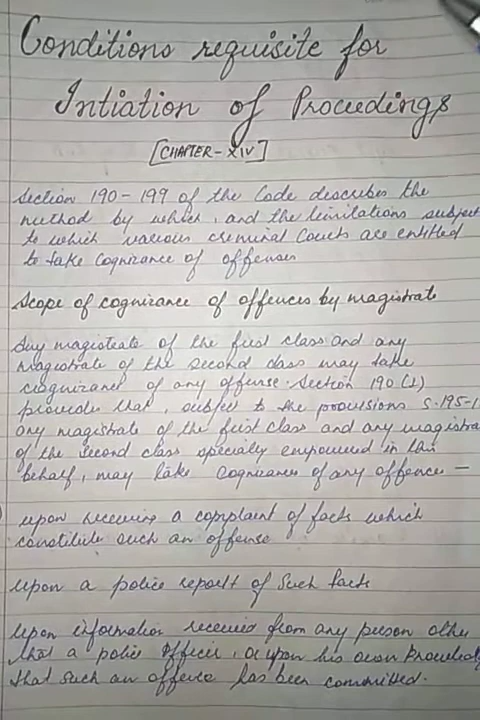 Conditions requisite for
Intiation of Proceedings
[CHAPTER-XIV]
Section 190-199 of the Code describes the
method by which, and the limitations subject
to which various criminal Courts are entitled
to take Cognizance of offenses
Scope of cognizance of offences by magistrate
Any magistrate of the first class and any
magistrate of the second class may take
cognizance of any offense. Section 190(1)
provides that, subject to the provisions S.195-1
any magistrate of the first class and any magistra
of the second class specially empowered in this
behalf, may take Cognizance of any offence —
upon receiving a complaint of facts which
constitute such an offense
upon a police report of such facts
Upon information received from any person other
that a police officer, or upon his own
that such an offence has been committed.